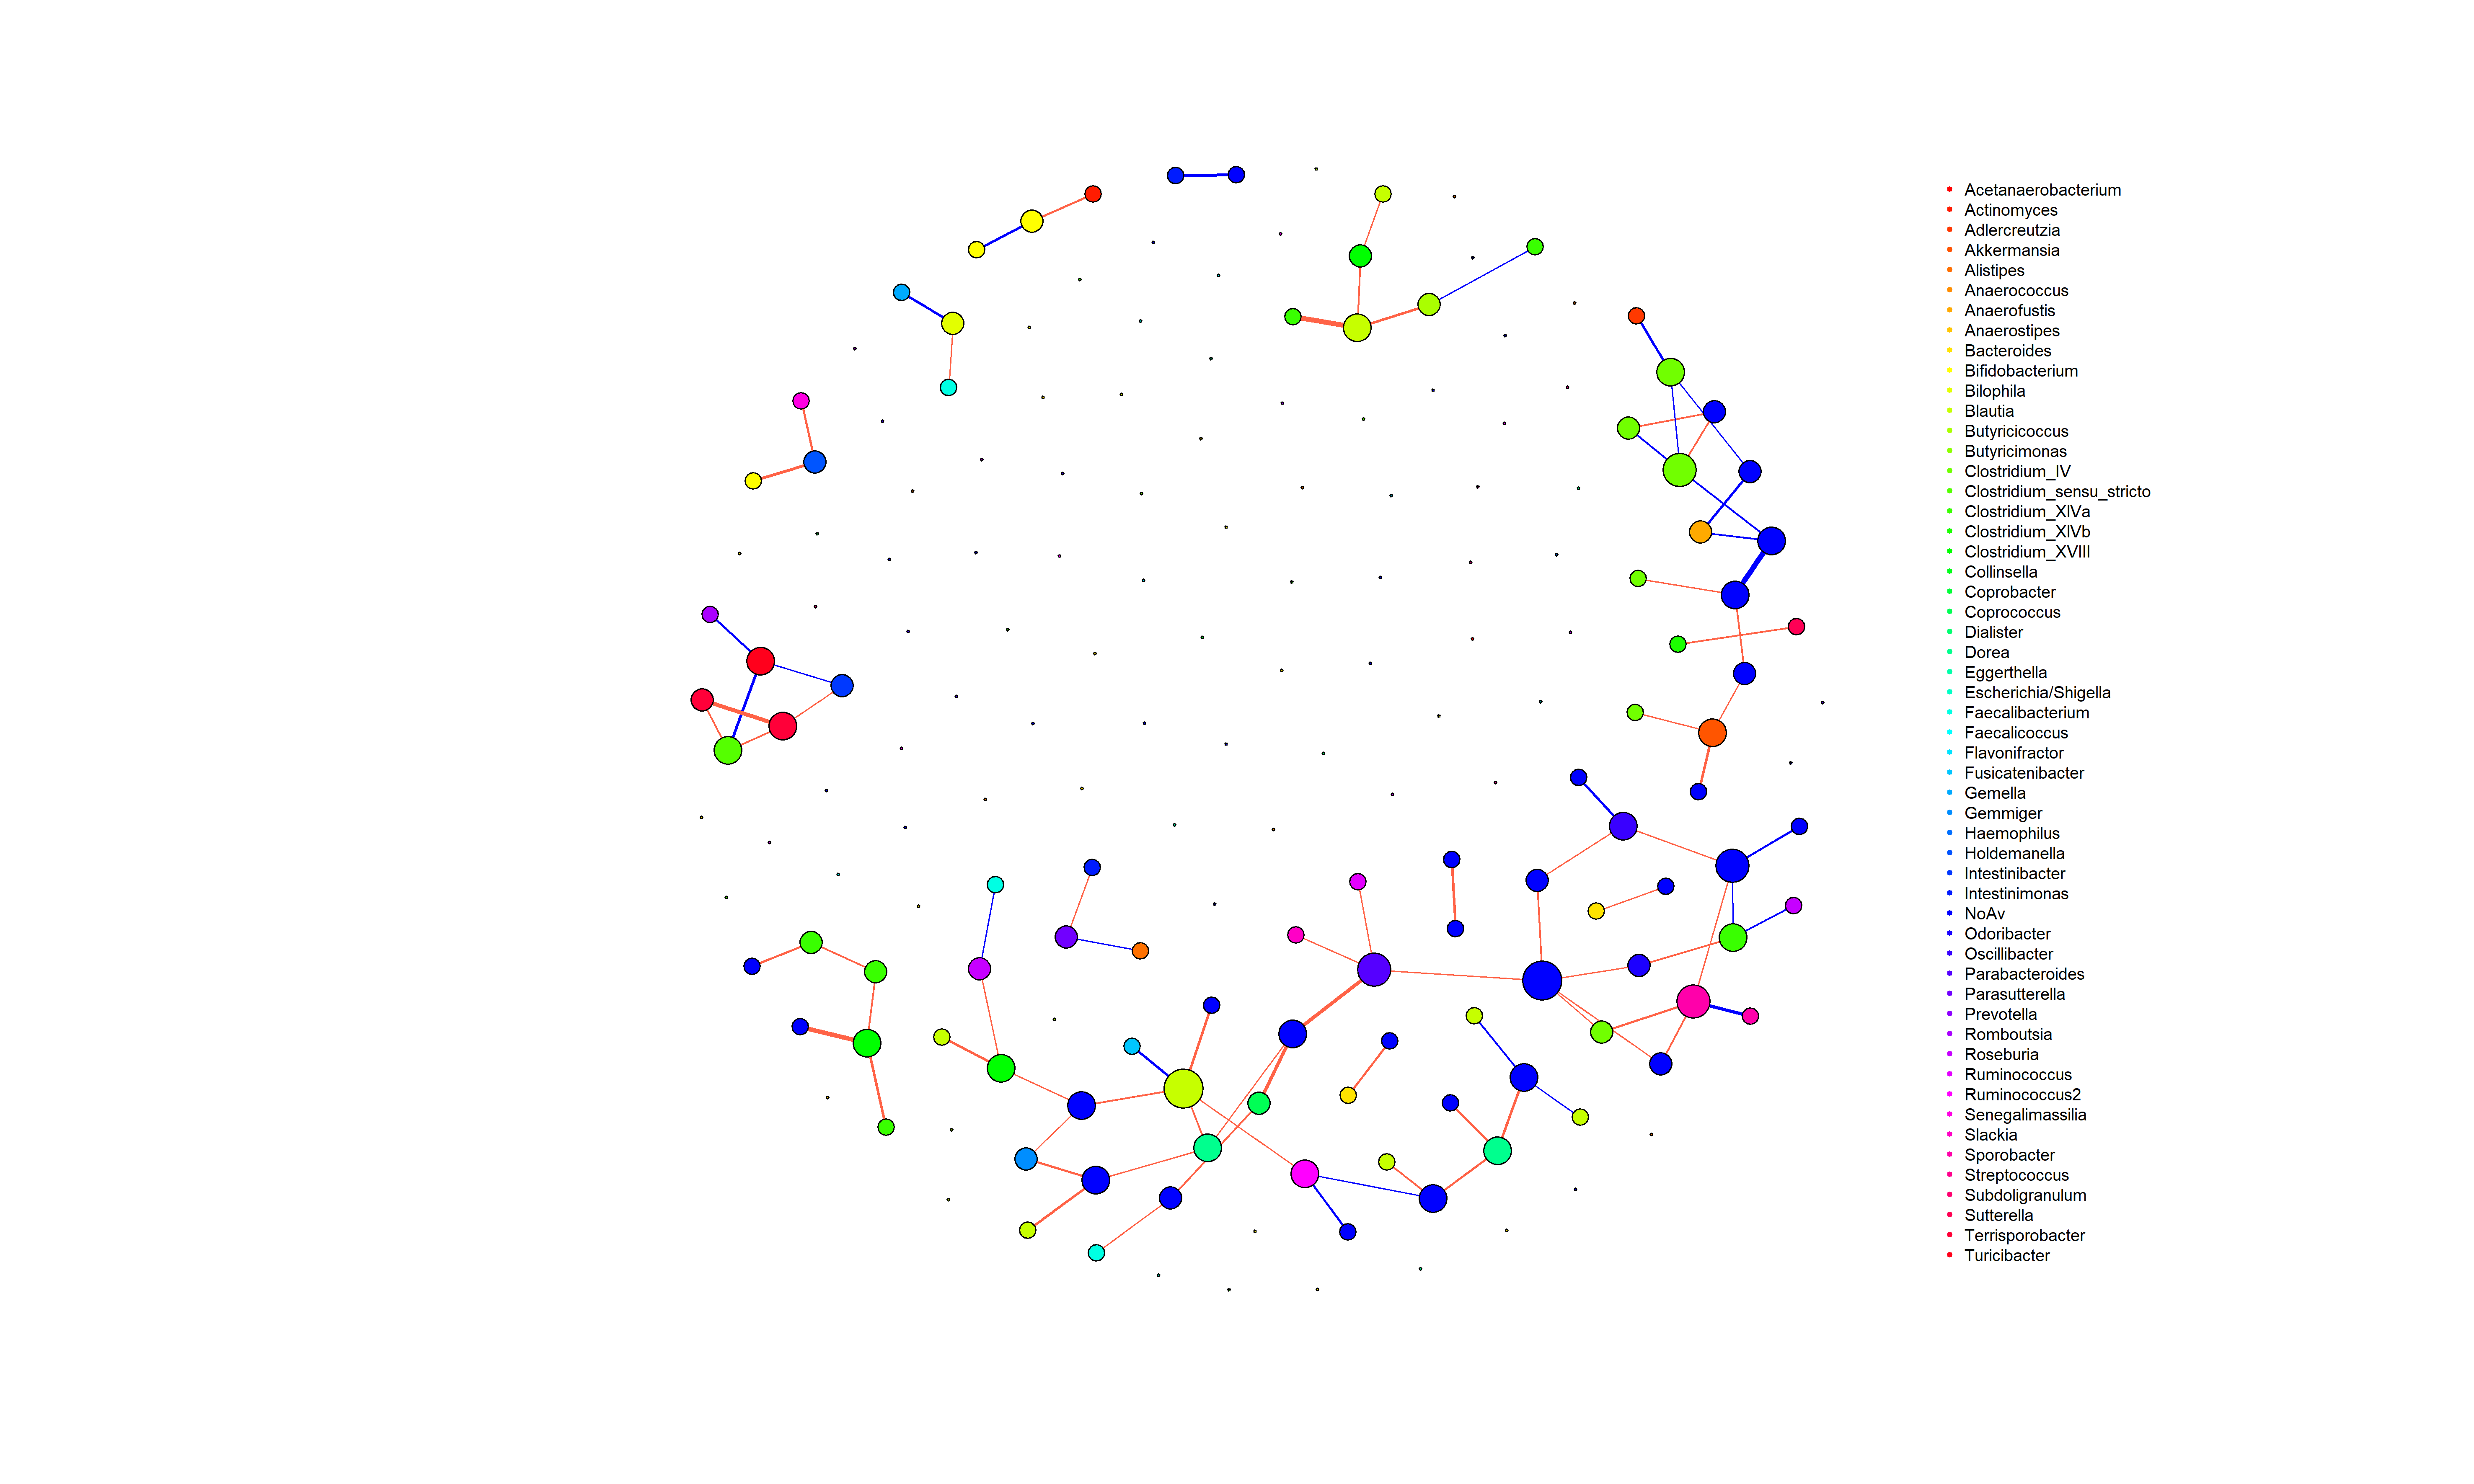 Acetanaerobacterium
Actinomyces
Adlercreutzia
Akkermansia
Alistipes
Anaerococcus
Anaerofustis
Anaerostipes
Bacteroides
Bifidobacterium
Bilophila
Blautia
Butyricicoccus
Butyricimonas
Clostridium_IV
Clostridium_sensu_stricto
Clostridium_XlVa
Clostridium_XlVb
Clostridium_XVIII
Collinsella
Coprobacter
Coprococcus
Dialister
Dorea
Eggerthella
Escherichia/Shigella
Faecalibacterium
Faecalicoccus
Flavonifractor
Fusicatenibacter
Gemella
Gemmiger
Haemophilus
Holdemanella
Intestinibacter
Intestinimonas
NoAv
Odoribacter
Oscillibacter
Parabacteroides
Parasutterella
Prevotella
Romboutsia
Roseburia
Ruminococcus
Ruminococcus2
Senegalimassilia
Slackia
Sporobacter
Streptococcus
Subdoligranulum
Sutterella
Terrisporobacter
Turicibacter